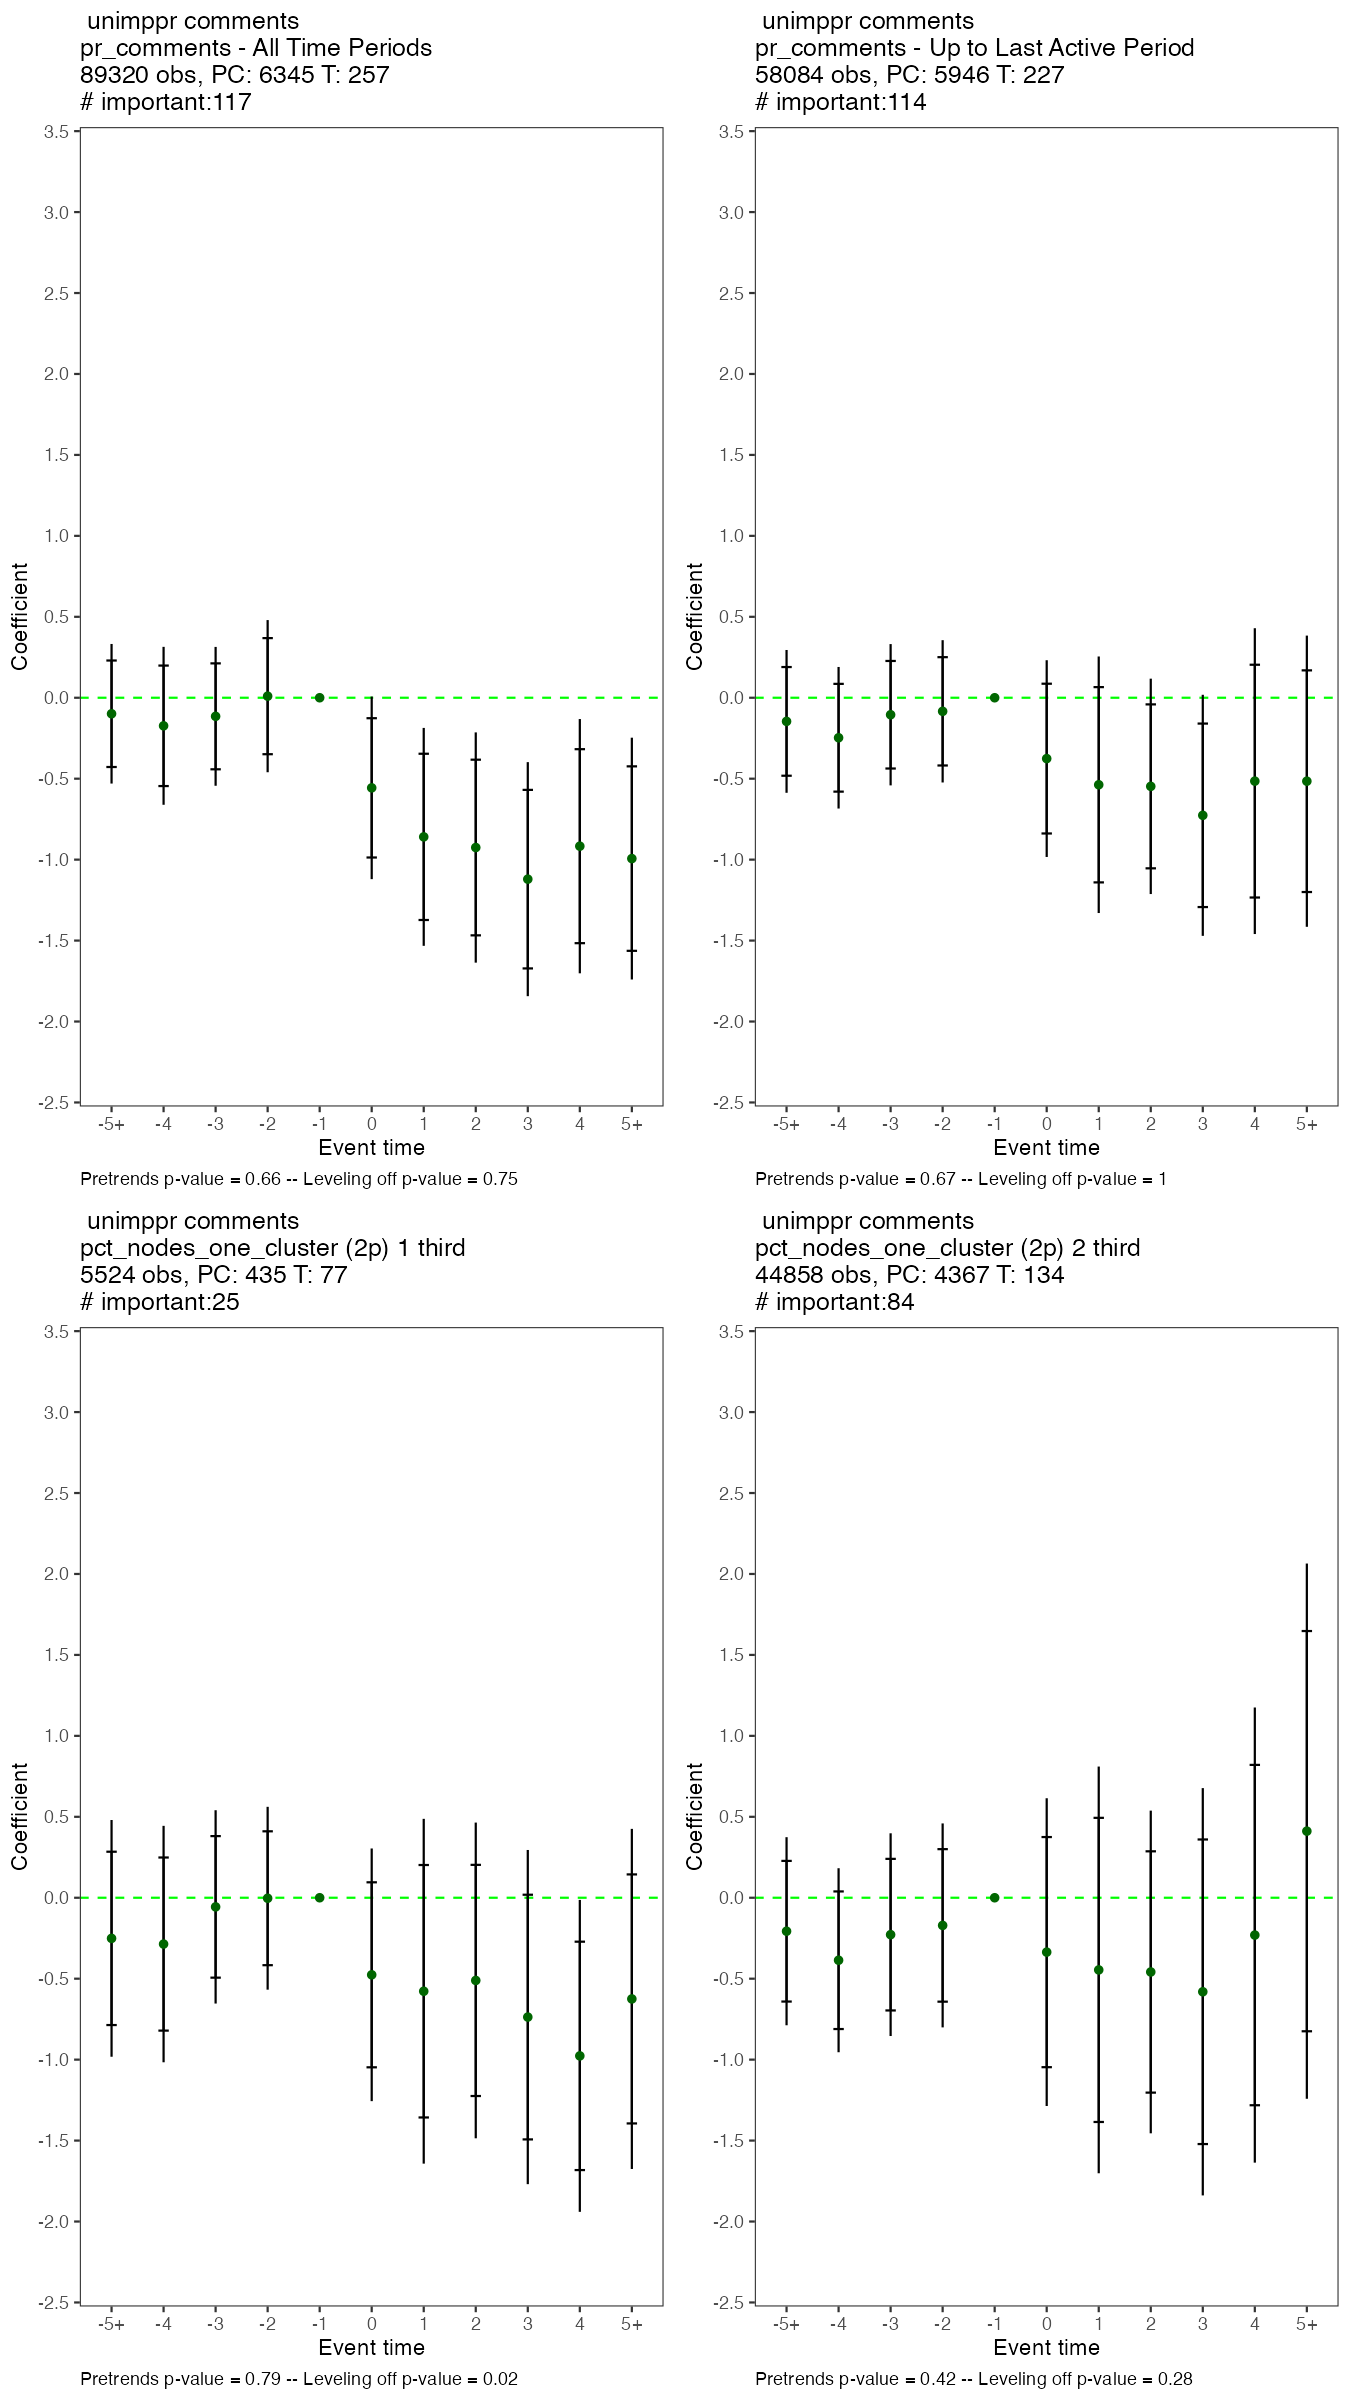 unimppr comments
pr_comments - All Time Periods
89320 obs, PC: 6345 T: 257
# important:117
3.5
3.0
2.5
2.0
1.5
1.0
0.5
0.0
-0.5
-1.0
-1.5
-2.0
-2.5
Coefficient
-5+ -4 -3 -2 -1 0 1 2 3 4 5+
Event time
Pretrends p-value = 0.66 -- Leveling off p-value = 0.75
unimppr comments
pr_comments - Up to Last Active Period
58084 obs, PC: 5946 T: 227
# important:114
3.5
3.0
2.5
2.0
1.5
1.0
0.5
0.0
-0.5
-1.0
-1.5
-2.0
-2.5
Coefficient
-5+ -4 -3 -2 -1 0 1 2 3 4 5+
Event time
Pretrends p-value = 0.67 -- Leveling off p-value = 1
unimppr comments
pct_nodes_one_cluster (2p) 1 third
5524 obs, PC: 435 T: 77
# important:25
3.5
3.0
2.5
2.0
1.5
1.0
0.5
0.0
-0.5
-1.0
-1.5
-2.0
-2.5
Coefficient
-5+ -4 -3 -2 -1 0 1 2 3 4 5+
Event time
Pretrends p-value = 0.79 -- Leveling off p-value = 0.02
unimppr comments
pct_nodes_one_cluster (2p) 2 third
44858 obs, PC: 4367 T: 134
# important:84
3.5
3.0
2.5
2.0
1.5
1.0
0.5
0.0
-0.5
-1.0
-1.5
-2.0
-2.5
Coefficient
-5+ -4 -3 -2 -1 0 1 2 3 4 5+
Event time
Pretrends p-value = 0.42 -- Leveling off p-value = 0.28